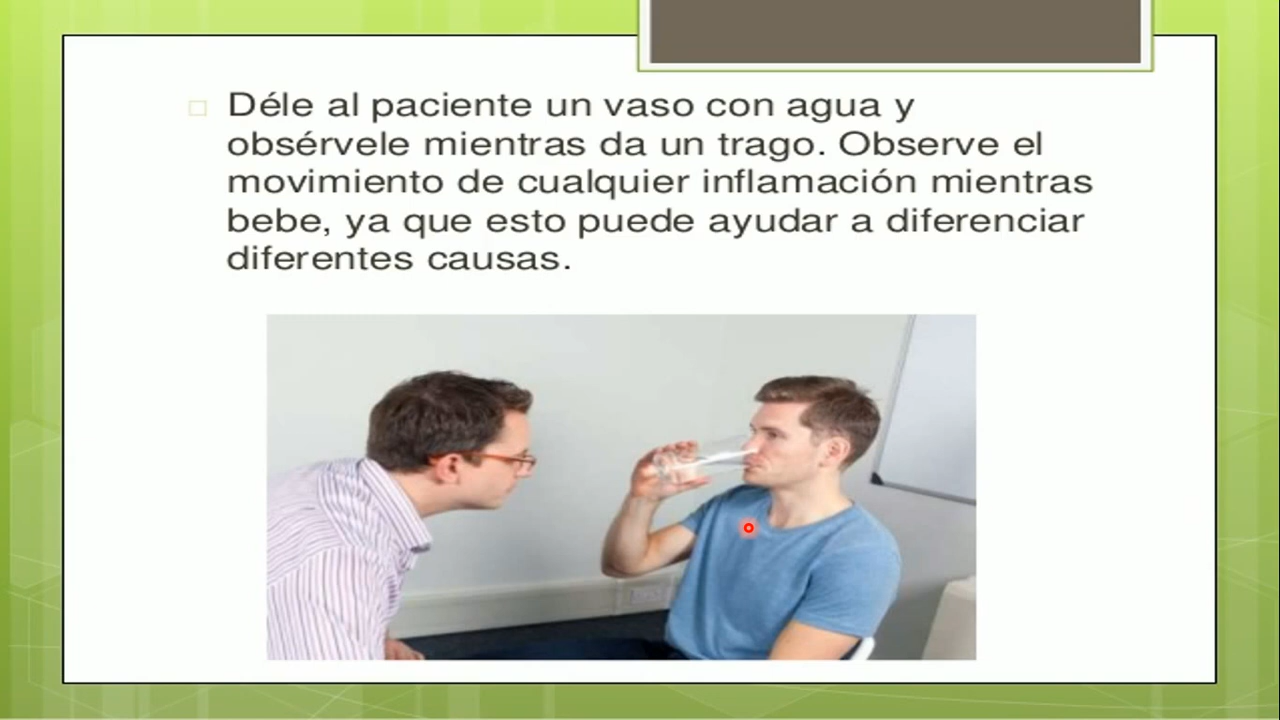 Déle al paciente un vaso con agua y
obsérvele mientras da un trago. Observe el
movimiento de cualquier inflamación mientras
bebe, ya que esto puede ayudar a diferenciar
diferentes causas.